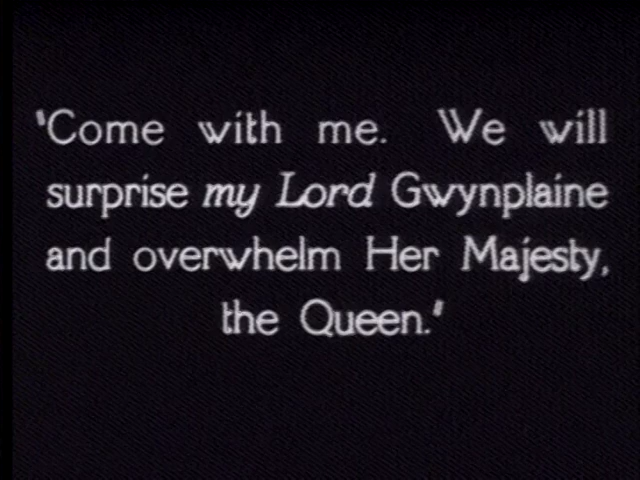 'Come with me. We will
surprise my Lord Gwynplaine
and overwhelm Her Majesty,
the Queen.'